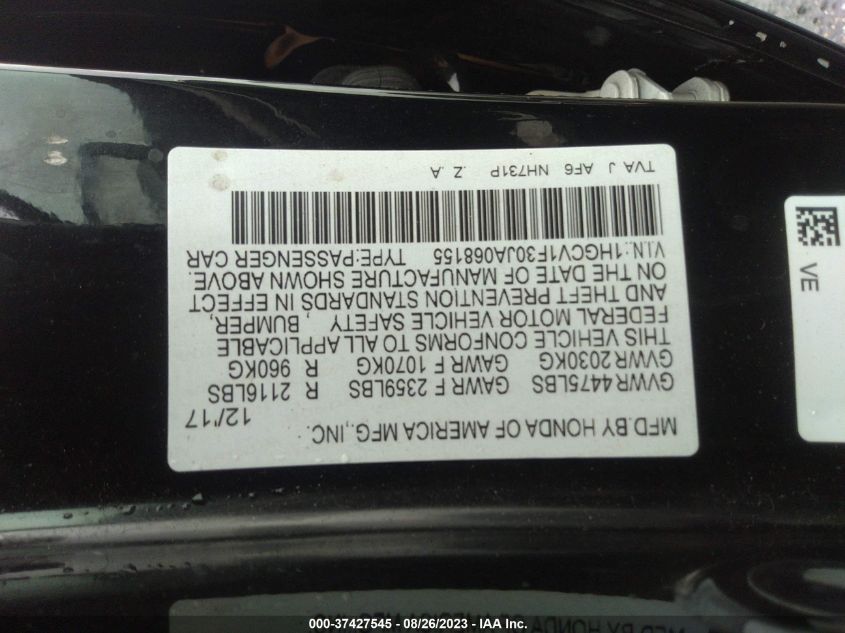 MFD.BY HONDA OF AMERICA MFG.,INC.
12/'17
GVWR 4475LBS GAWR F 2359LBS R 2116LBS
GVWR 2030KG GAWR F 1070KG R 960KG
THIS VEHICLE CONFORMS TO ALL APPLICABLE
FEDERAL MOTOR VEHICLE SAFETY , BUMPER,
AND THEFT PREVENTION STANDARDS IN EFFECT
ON THE DATE OF MANUFACTURE SHOWN ABOVE.
V.I.N.:1HGCV1F30JA068155 TYPE:PASSENGER CAR
TVA J AF6 NH731P .Z .A
VE
000-37427545 - 08/26/2023 - IAA Inc.